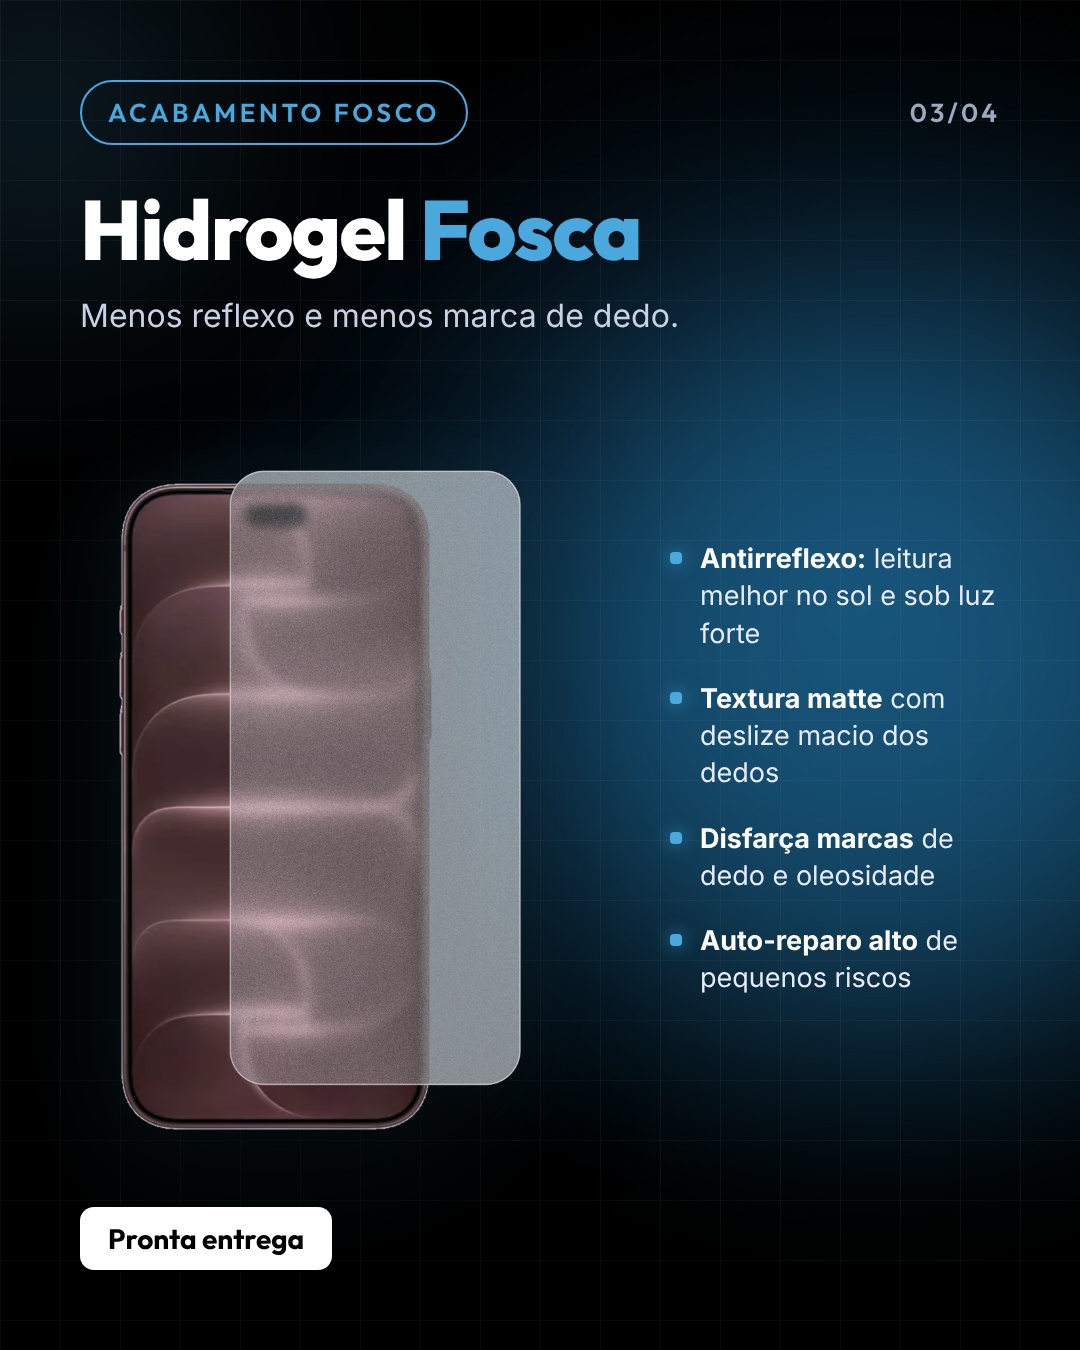 ACABAMENTO FOSCO
03/04
Hidrogel Fosca
Menos reflexo e menos marca de dedo.
Antirreflexo: leitura
melhor no sol e sob luz
forte
Textura matte com
deslize macio dos
dedos
Disfarça marcas de
dedo e oleosidade
Auto-reparo alto de
pequenos riscos
Pronta entrega